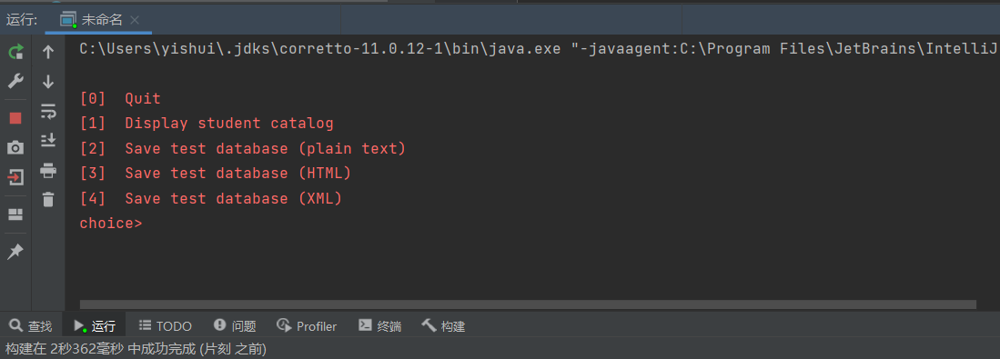 运行: 未命名
C:\Users\yishui\.jdks\corretto-11.0.12-1\bin\java.exe "-javaagent:C:\Program Files\JetBrains\IntelliJ
[0]  Quit
[1]  Display student catalog
[2]  Save test database (plain text)
[3]  Save test database (HTML)
[4]  Save test database (XML)
choice>
查找 运行 TODO 问题 Profiler 终端 构建
构建在 2秒362毫秒 中成功完成 (片刻 之前)